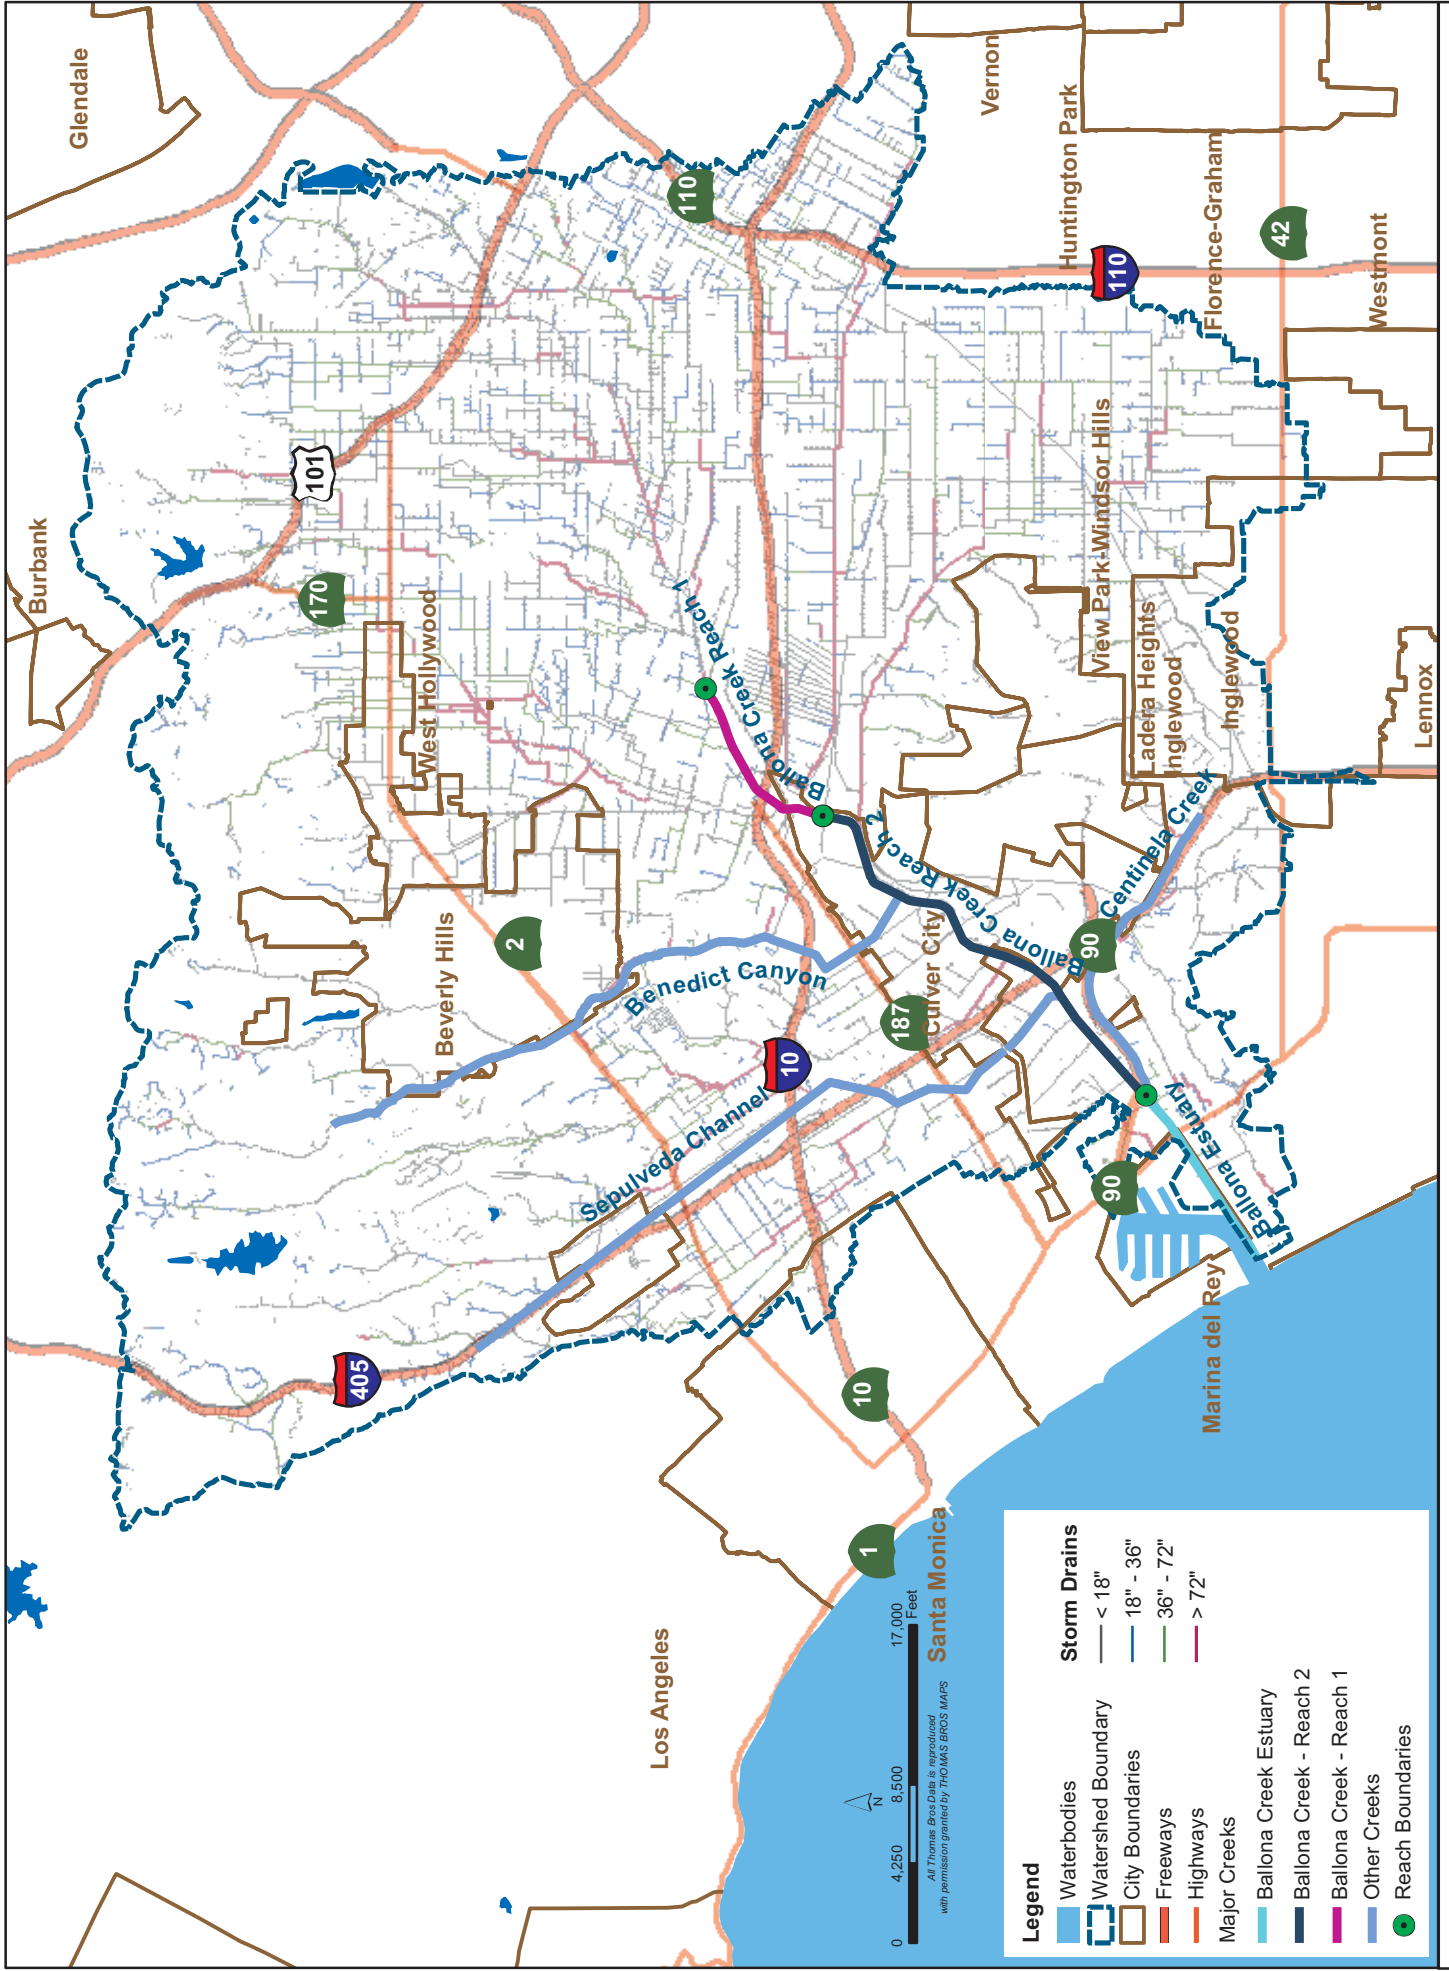 Glendale
Burbank
Vernon
Huntington Park
Florence-Graham
Westmont
View Park-Windsor Hills
Ladera Heights
Inglewood
Inglewood
Lennox
West Hollywood
Beverly Hills
Culver City
Marina del Rey
Santa Monica
Los Angeles
101
170
110
110
42
2
187
90
90
10
10
405
1
Ballona Creek Reach 1
Ballona Creek Reach 2
Centinela Creek
Benedict Canyon
Sepulveda Channel
Ballona Estuary
N
0 4,250 8,500 17,000
Feet
All Thomas Bros Data is reproduced
with permission granted by THOMAS BROS MAPS
Legend
Waterbodies
Watershed Boundary
City Boundaries
Freeways
Highways
Major Creeks
Ballona Creek Estuary
Ballona Creek - Reach 2
Ballona Creek - Reach 1
Other Creeks
Reach Boundaries
Storm Drains
< 18"
18" - 36"
36" - 72"
> 72"